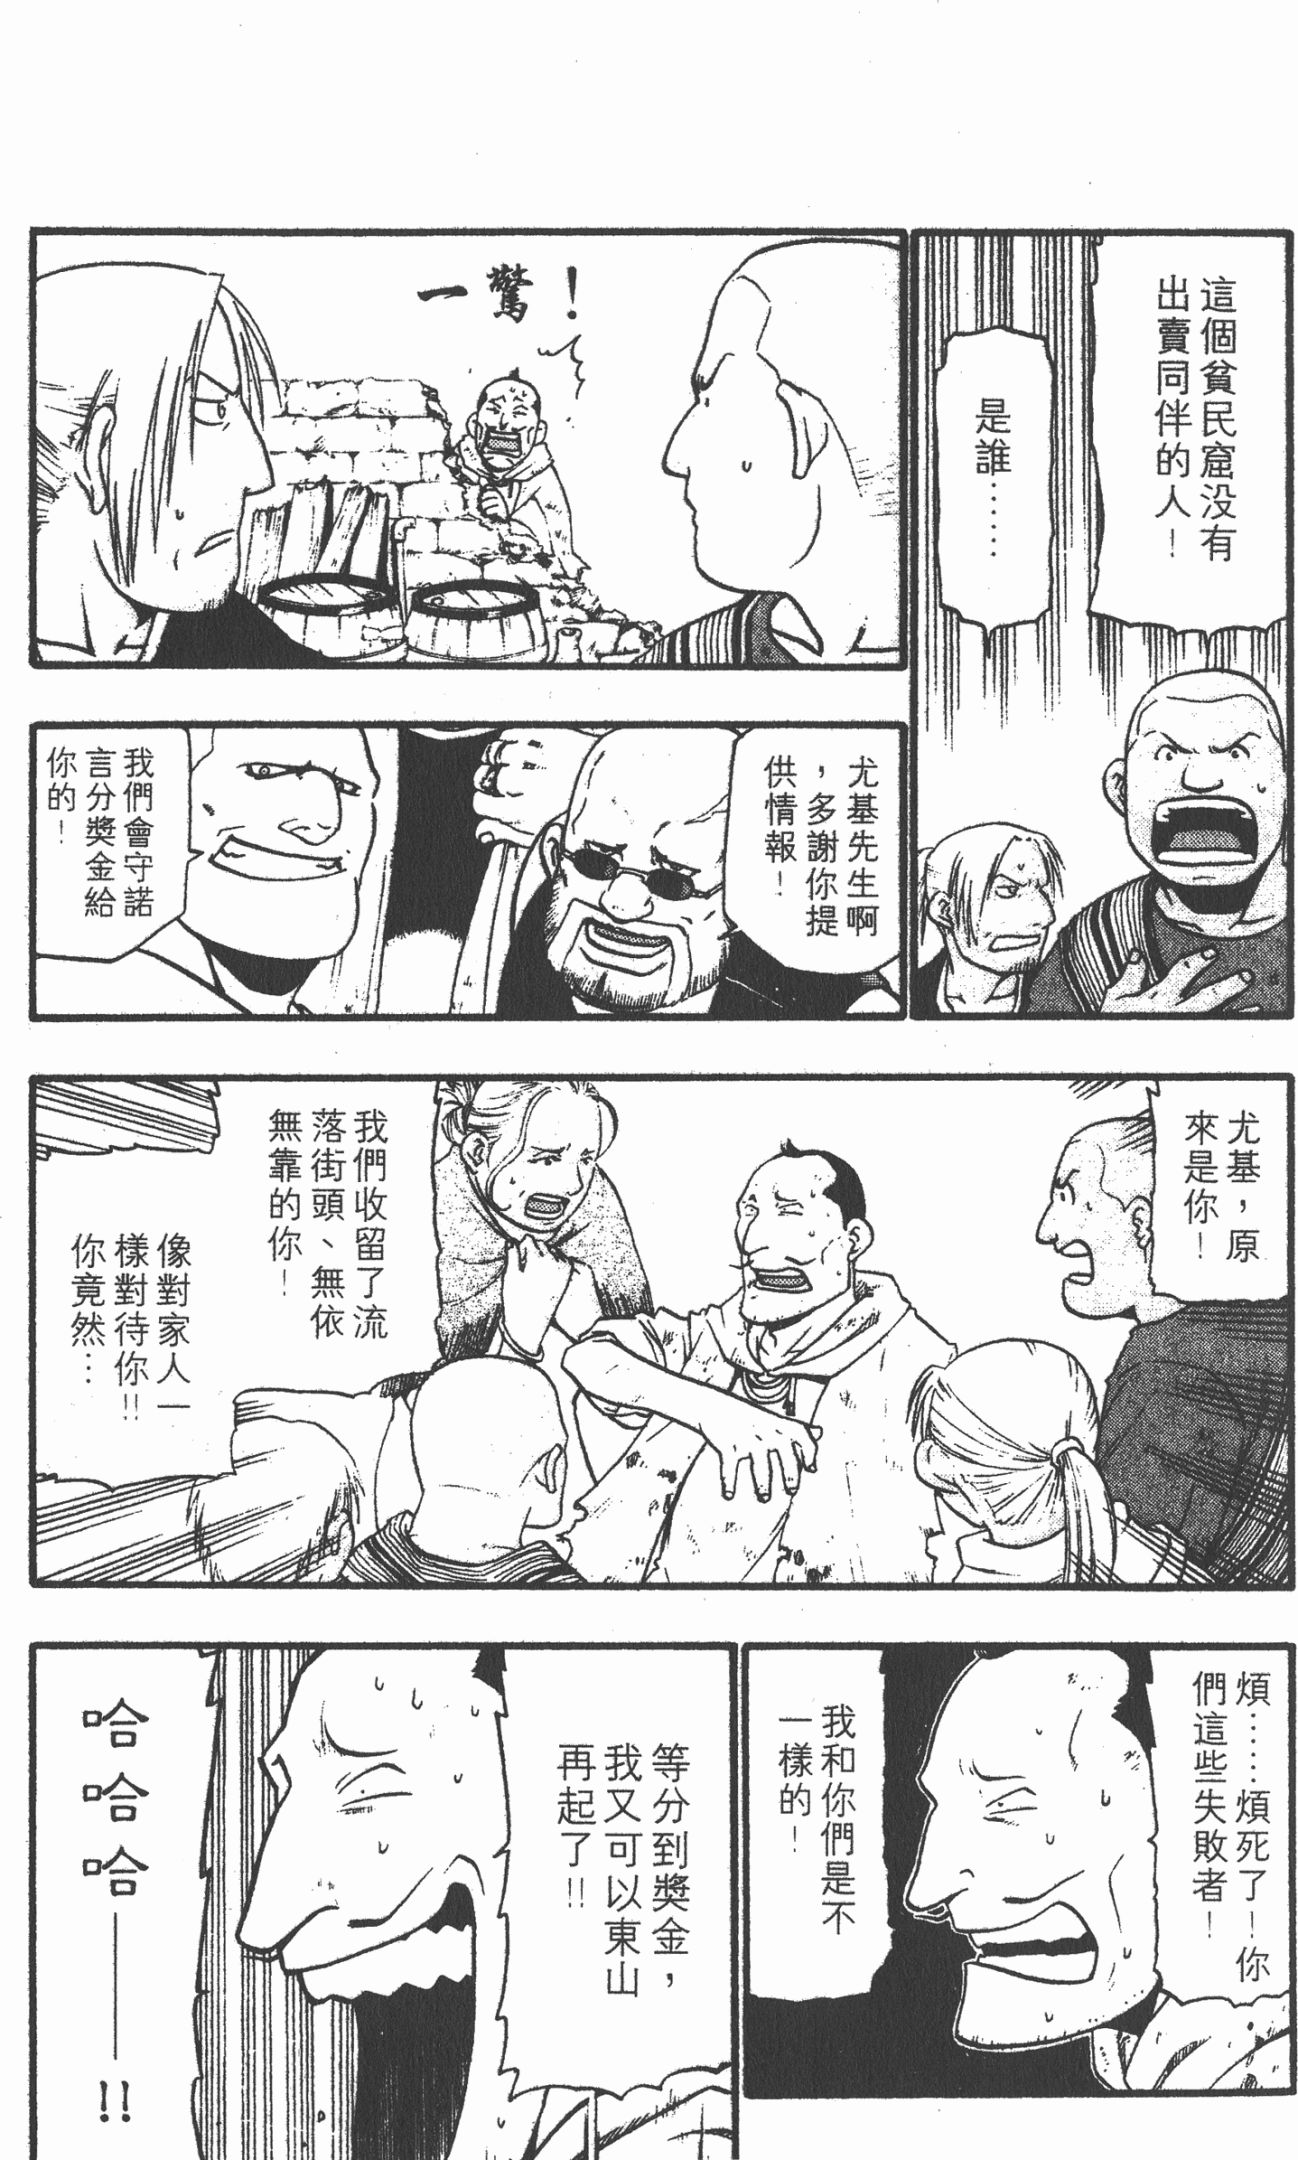 這個貧民窟没有
出賣同伴的人！
是誰……
一驚！
尤基先生啊
，多謝你提
供情報！
我們會守諾
言分獎金給
你的！
尤基，原
來是你！
我們收留了流
落街頭、無依
無靠的你！
像對家人一
樣對待你!!
你竟然…
煩……煩死了！你
們這些失敗者！
我和你們是不
一樣的！
等分到獎金，
我又可以東山
再起了!!
哈哈哈——!!